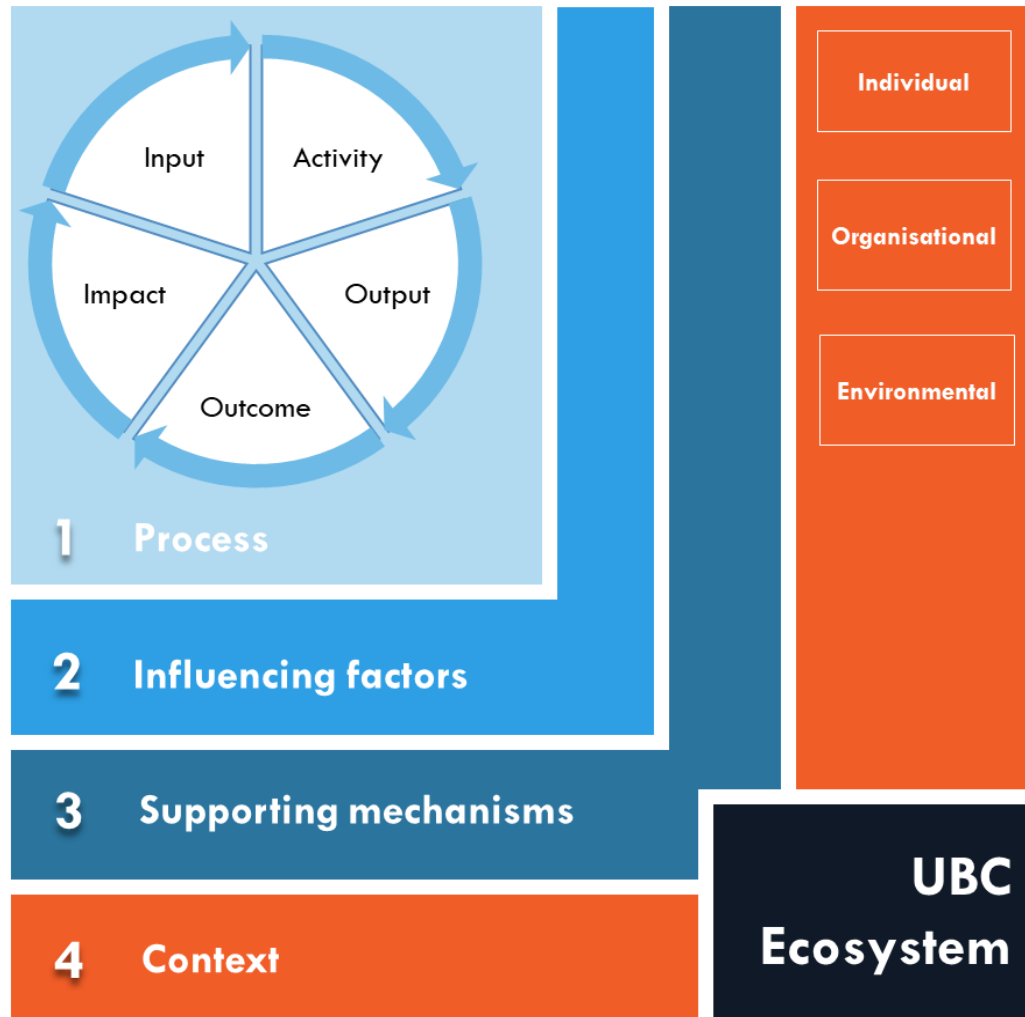 Input
Activity
Impact
Output
Outcome
1 Process
2 Influencing factors
3 Supporting mechanisms
4 Context
Individual
Organisational
Environmental
UBC
Ecosystem